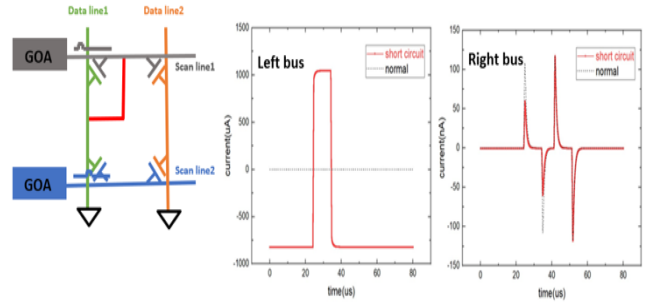 Data line1
Data line2
GOA
Scan line1
GOA
Scan line2
Left bus
short circuit
normal
current(uA)
1500
1000
500
0
-500
-1000
0
20
40
60
80
time(us)
Right bus
short circuit
normal
current(nA)
150
100
50
0
-50
-100
-150
0
20
40
60
80
time(us)